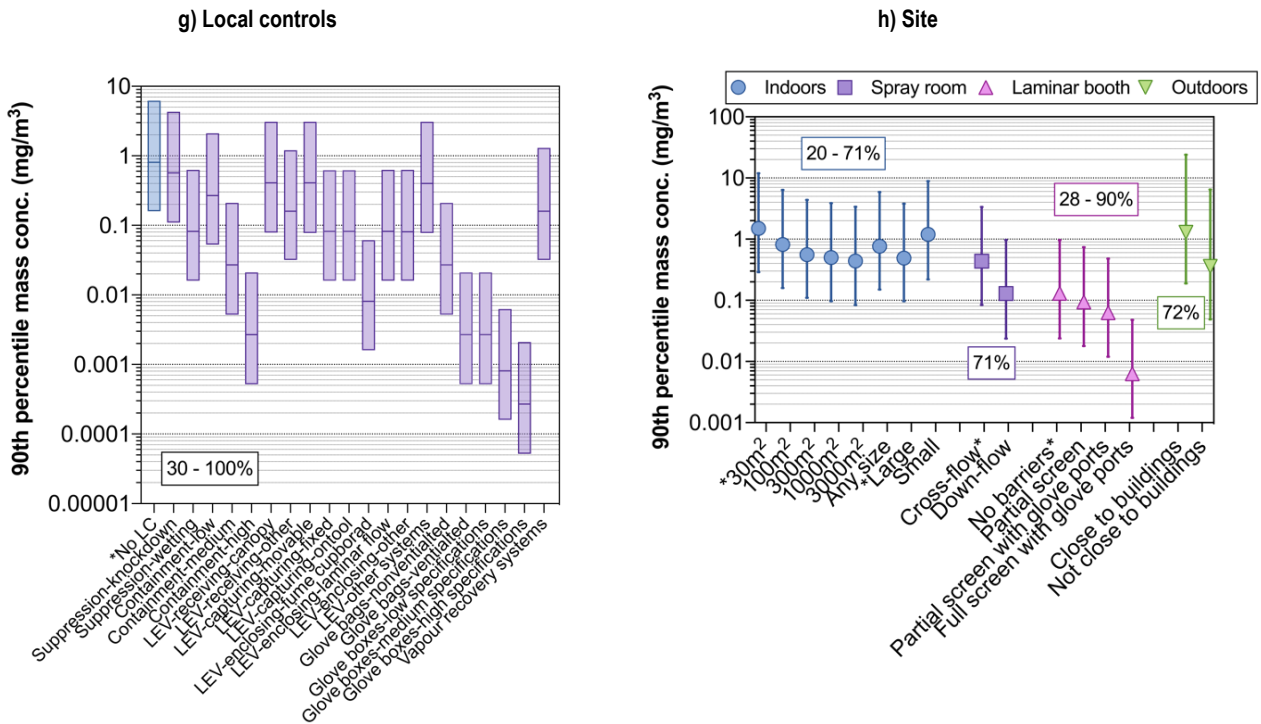 g) Local controls
90th percentile mass conc. (mg/m³)
10
1
0.1
0.01
0.001
0.0001
0.00001
30 - 100%
*No LC
Suppression-knockdown
Suppression-wetting
Containment-low
Containment-medium
Containment-high
LEV-receiving-canopy
LEV-receiving-other
LEV-capturing-movable
LEV-capturing-fixed
LEV-capturing-ontool
LEV-enclosing-fume cupborad
LEV-enclosing-laminar flow
LEV-enclosing-other
LEV-other systems
Glove bags-nonventilated
Glove bags-ventilated
Glove boxes-low specifications
Glove boxes-medium specifications
Glove boxes-high specifications
Vapour recovery systems
h) Site
Indoors Spray room Laminar booth Outdoors
90th percentile mass conc. (mg/m³)
100
10
1
0.1
0.01
0.001
20 - 71%
28 - 90%
72%
71%
*30m²
100m²
300m²
1000m²
3000m²
Any size
*Large
Small
Cross-flow*
Down-flow
No barriers*
Partial screen
Partial screen with glove ports
Full screen with glove ports
Close to buildings
Not close to buildings